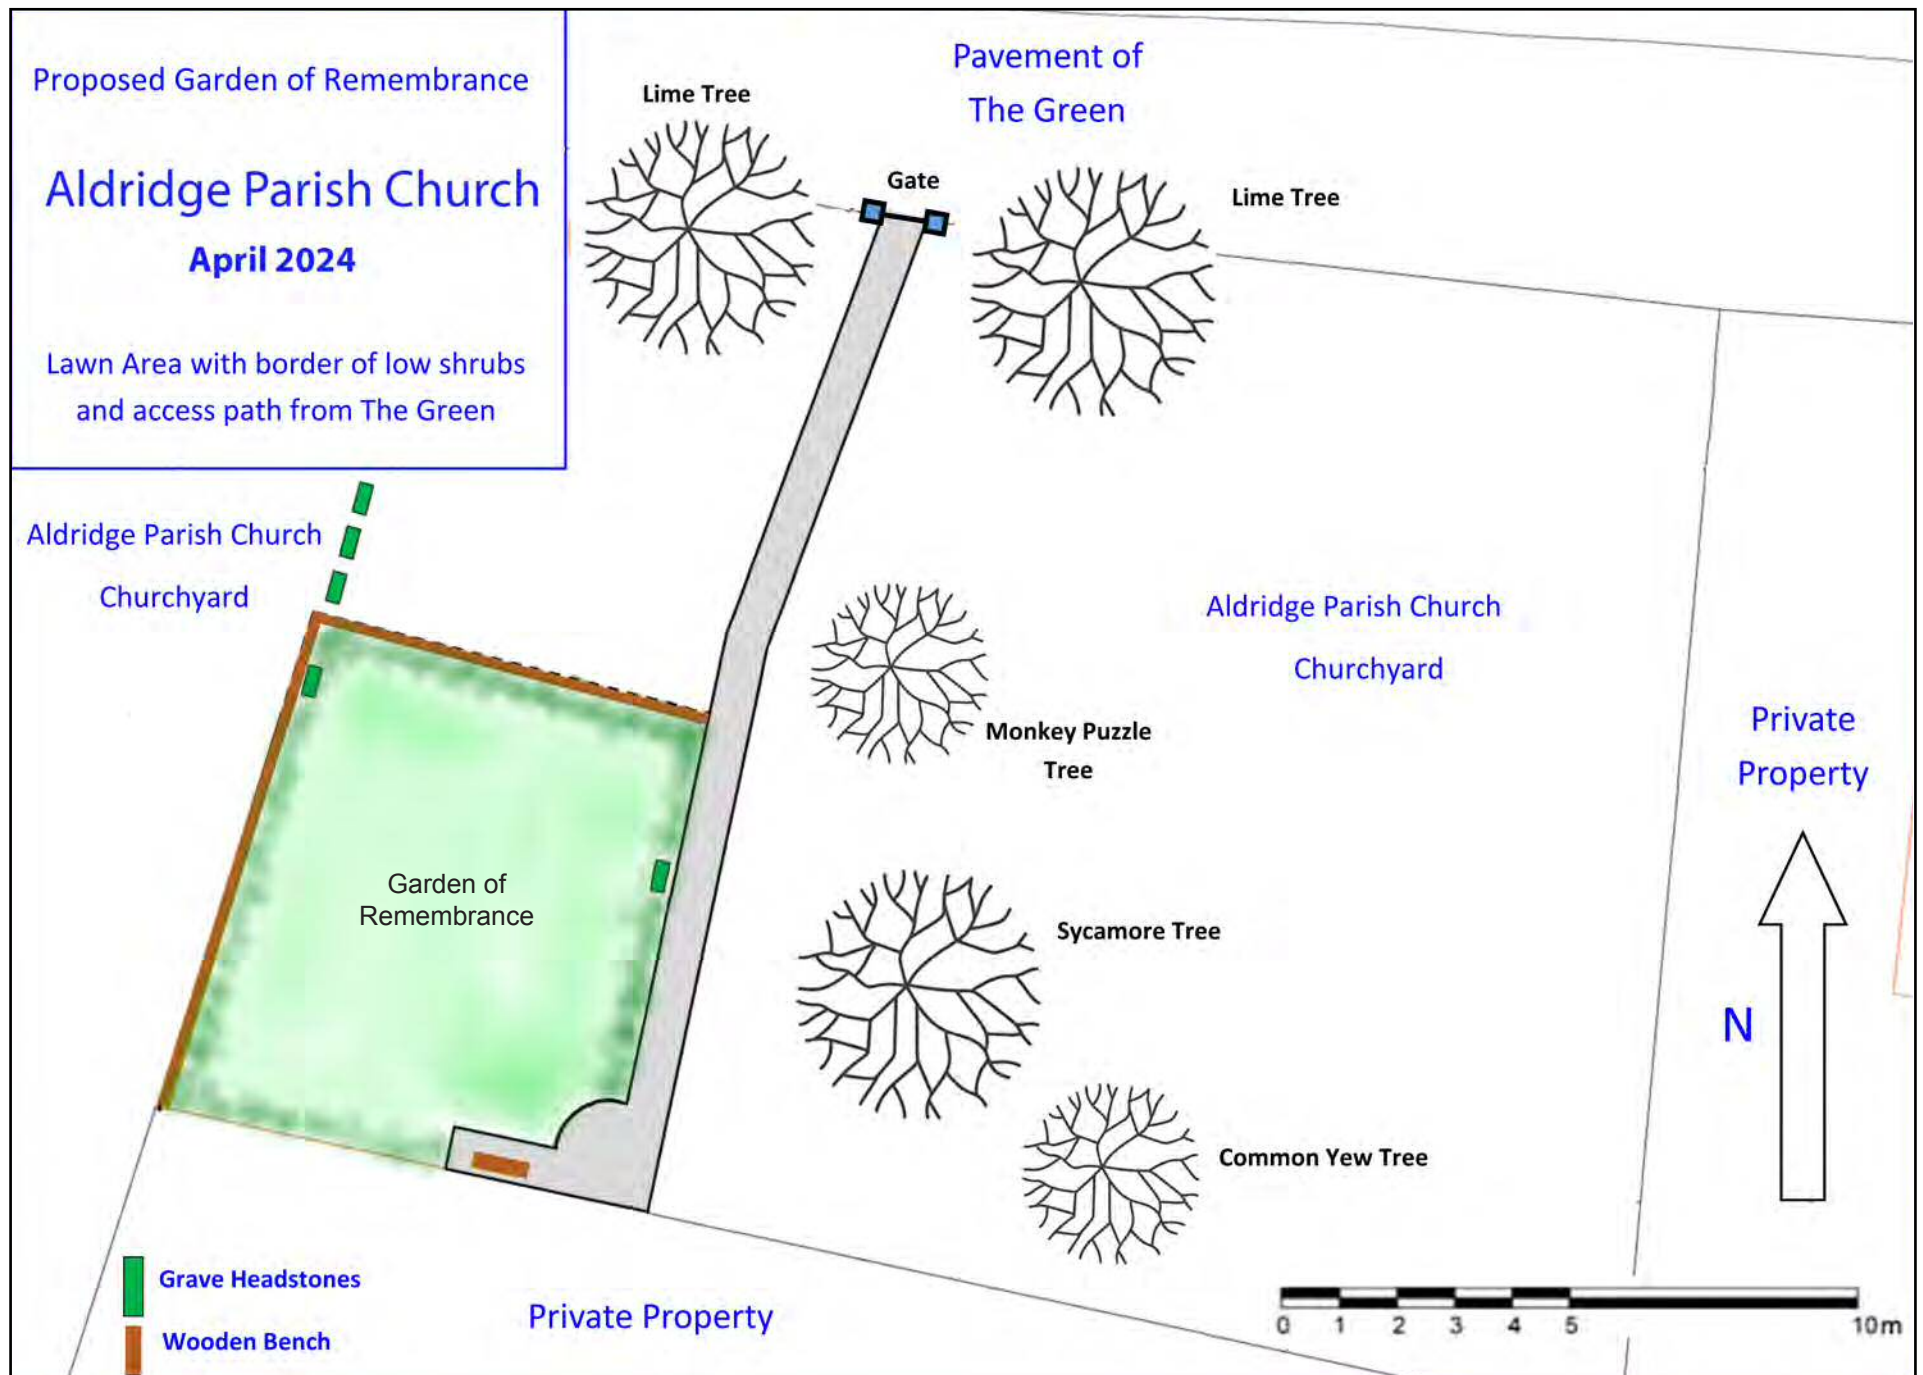 Proposed Garden of Remembrance
Aldridge Parish Church
April 2024
Lawn Area with border of low shrubs
and access path from The Green
Pavement of
The Green
Lime Tree
Gate
Lime Tree
Aldridge Parish Church
Churchyard
Aldridge Parish Church
Churchyard
Monkey Puzzle
Tree
Private
Property
Garden of
Remembrance
Sycamore Tree
N
Common Yew Tree
Grave Headstones
Wooden Bench
Private Property
0 1 2 3 4 5 10m